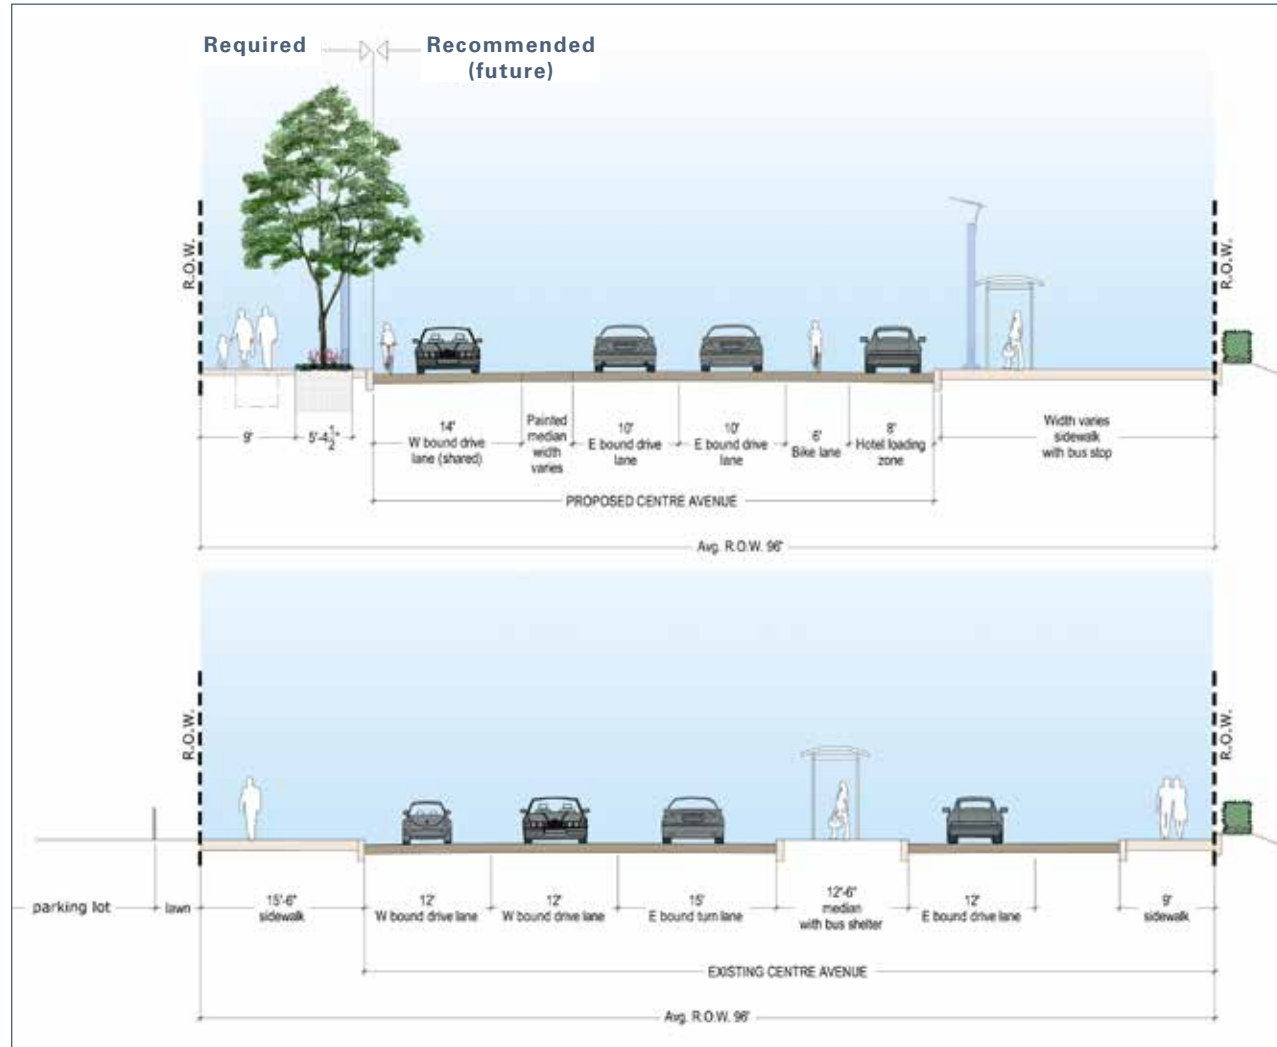 Required
Recommended
(future)
R.O.W.
R.O.W.
9'
5'-4 1/2"
14'
W bound drive
lane (shared)
Painted
median
width
varies
10'
E bound drive
lane
10'
E bound drive
lane
6'
Bike lane
8'
Hotel loading
zone
Width varies
sidewalk
with bus stop
PROPOSED CENTRE AVENUE
Avg. R.O.W. 96'
R.O.W.
R.O.W.
parking lot
lawn
15'-6"
sidewalk
12'
W bound drive lane
12'
W bound drive lane
15'
E bound turn lane
12'-6"
median
with bus shelter
12'
E bound drive lane
9'
sidewalk
EXISTING CENTRE AVENUE
Avg. R.O.W. 96'